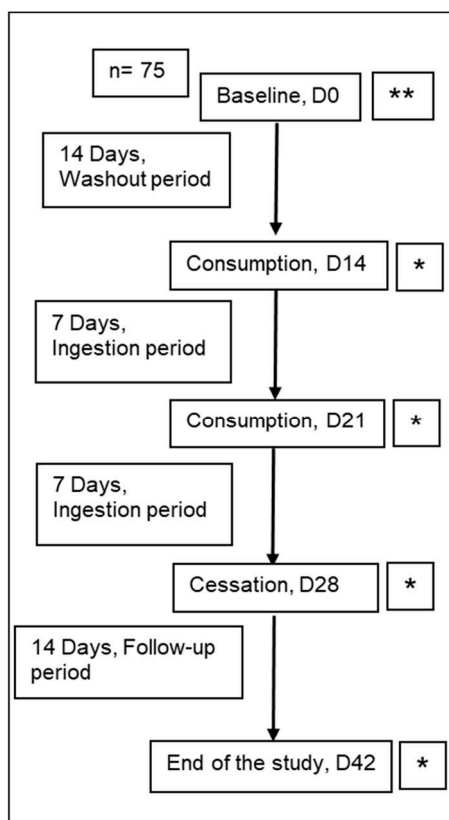 n= 75
Baseline, D0
**
14 Days,
Washout period
Consumption, D14
*
7 Days,
Ingestion period
Consumption, D21
*
7 Days,
Ingestion period
Cessation, D28
*
14 Days, Follow-up
period
End of the study, D42
*